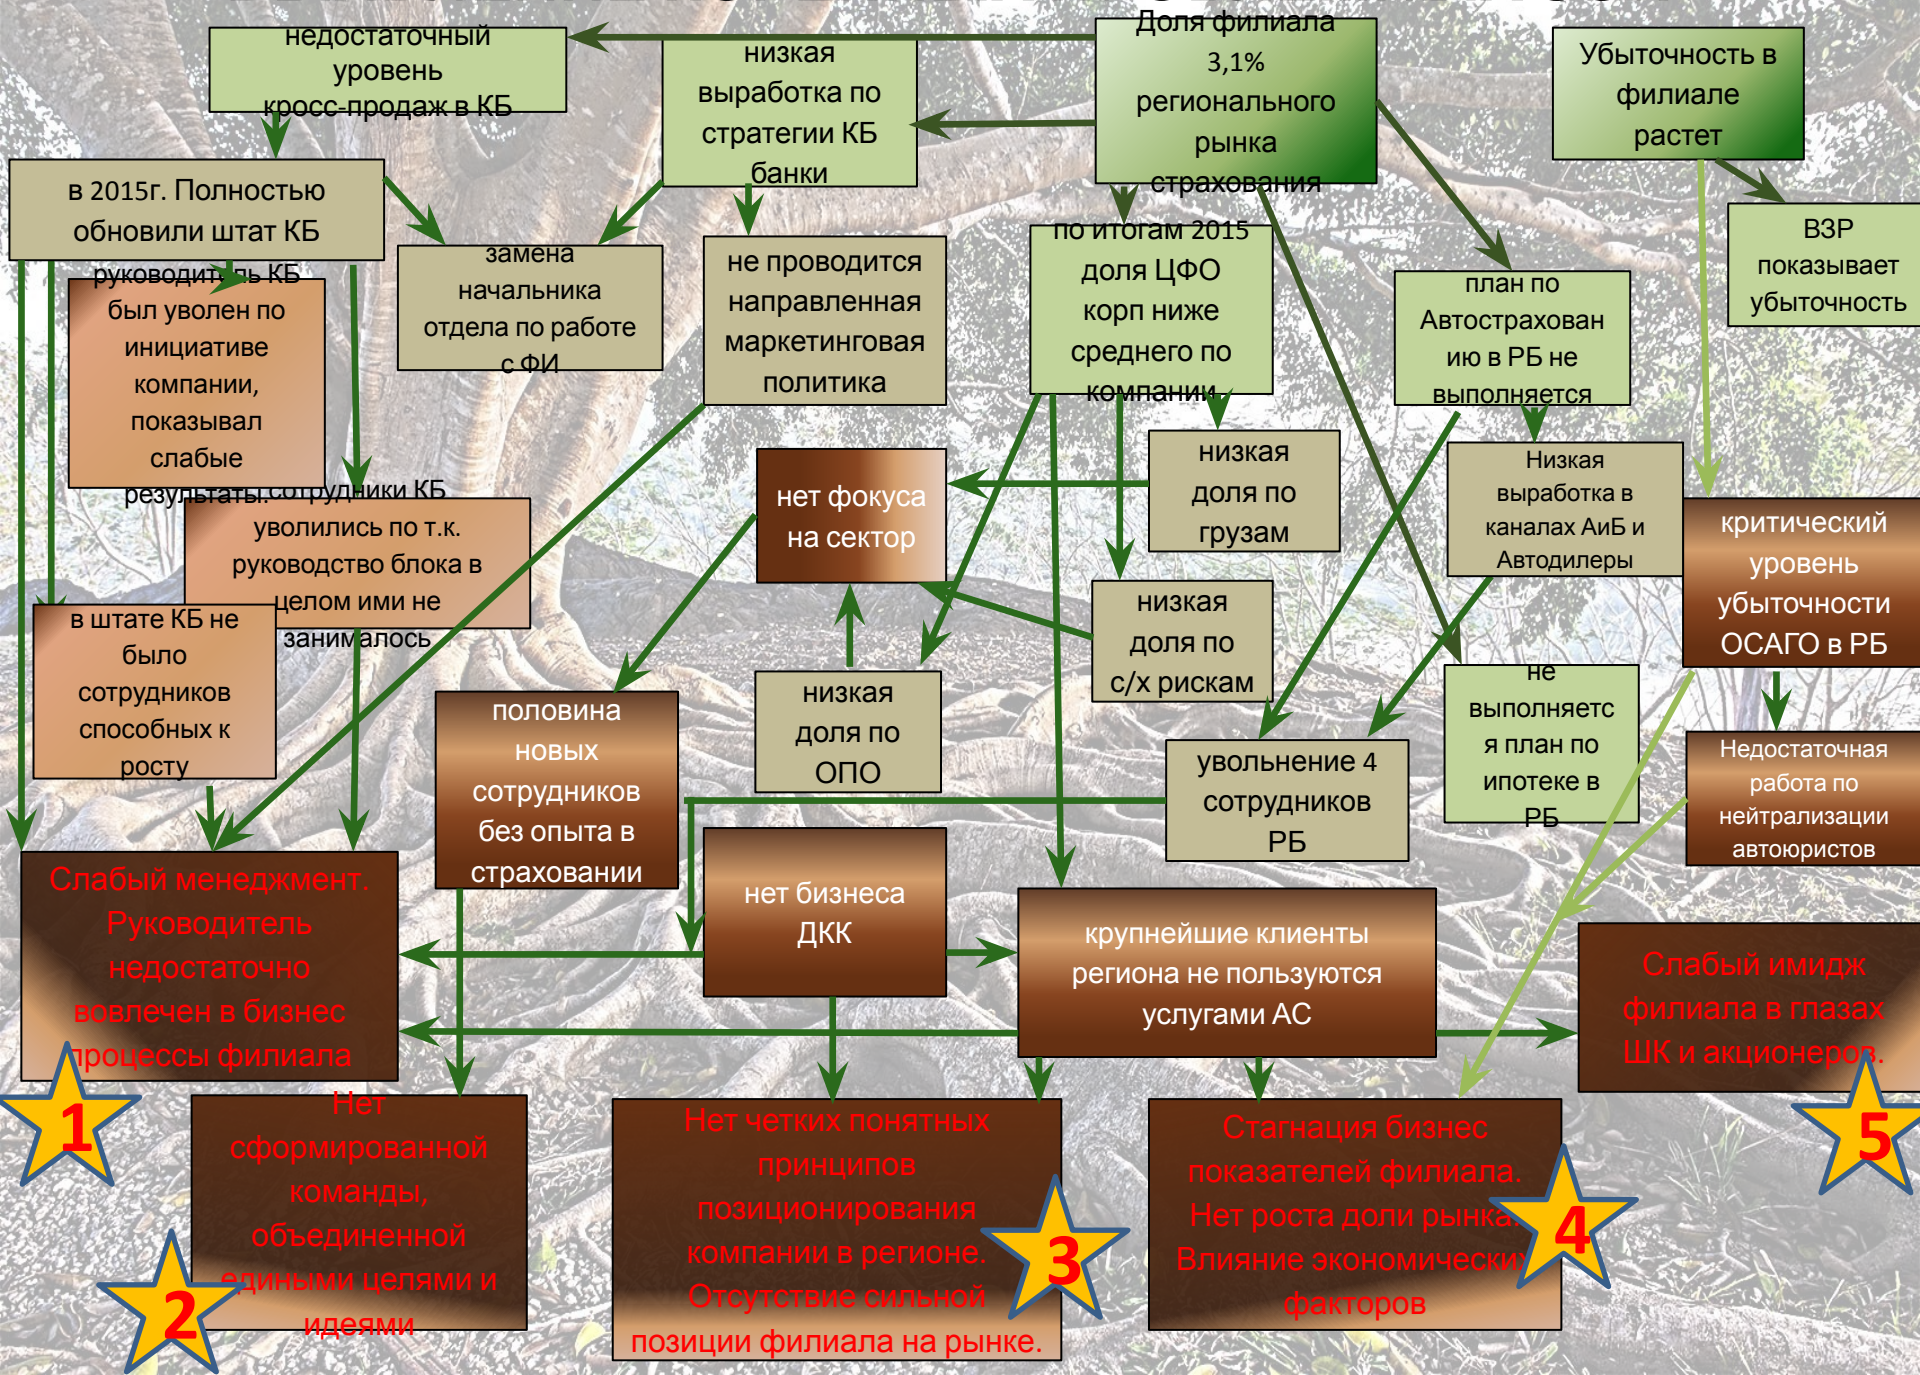 недостаточный
уровень
кросс-продаж в КБ
низкая
выработка по
стратегии КБ
банки
Доля филиала
3,1%
регионального
рынка
страхования
Убыточность в
филиале
растет
в 2015г. Полностью
обновили штат КБ
замена
начальника
отдела по работе
с ФИ
не проводится
направленная
маркетинговая
политика
по итогам 2015
доля ЦФО
корп ниже
среднего по
компании
план по
Автострахован
ию в РБ не
выполняется
ВЗР
показывает
убыточность
руководитель КБ
был уволен по
инициативе
компании,
показывал
слабые
результаты.
сотрудники КБ
уволились по т.к.
руководство блока в
целом ими не
занималось
нет фокуса
на сектор
низкая
доля по
грузам
Низкая
выработка в
каналах АиБ и
Автодилеры
критический
уровень
убыточности
ОСАГО в РБ
в штате КБ не
было
сотрудников
способных к
росту
половина
новых
сотрудников
без опыта в
страховании
низкая
доля по
ОПО
низкая
доля по
с/х рискам
увольнение 4
сотрудников
РБ
не
выполняетс
я план по
ипотеке в
РБ
Недостаточная
работа по
нейтрализации
автоюристов
Слабый менеджмент.
Руководитель
недостаточно
вовлечен в бизнес
процессы филиала
1
нет бизнеса
ДКК
крупнейшие клиенты
региона не пользуются
услугами АС
Слабый имидж
филиала в глазах
ШК и акционеров.
5
Нет
сформированной
команды,
объединенной
едиными целями и
идеями
2
Нет четких понятных
принципов
позиционирования
компании в регионе.
Отсутствие сильной
позиции филиала на рынке.
3
Стагнация бизнес
показателей филиала.
Нет роста доли рынка.
Влияние экономических
факторов
4